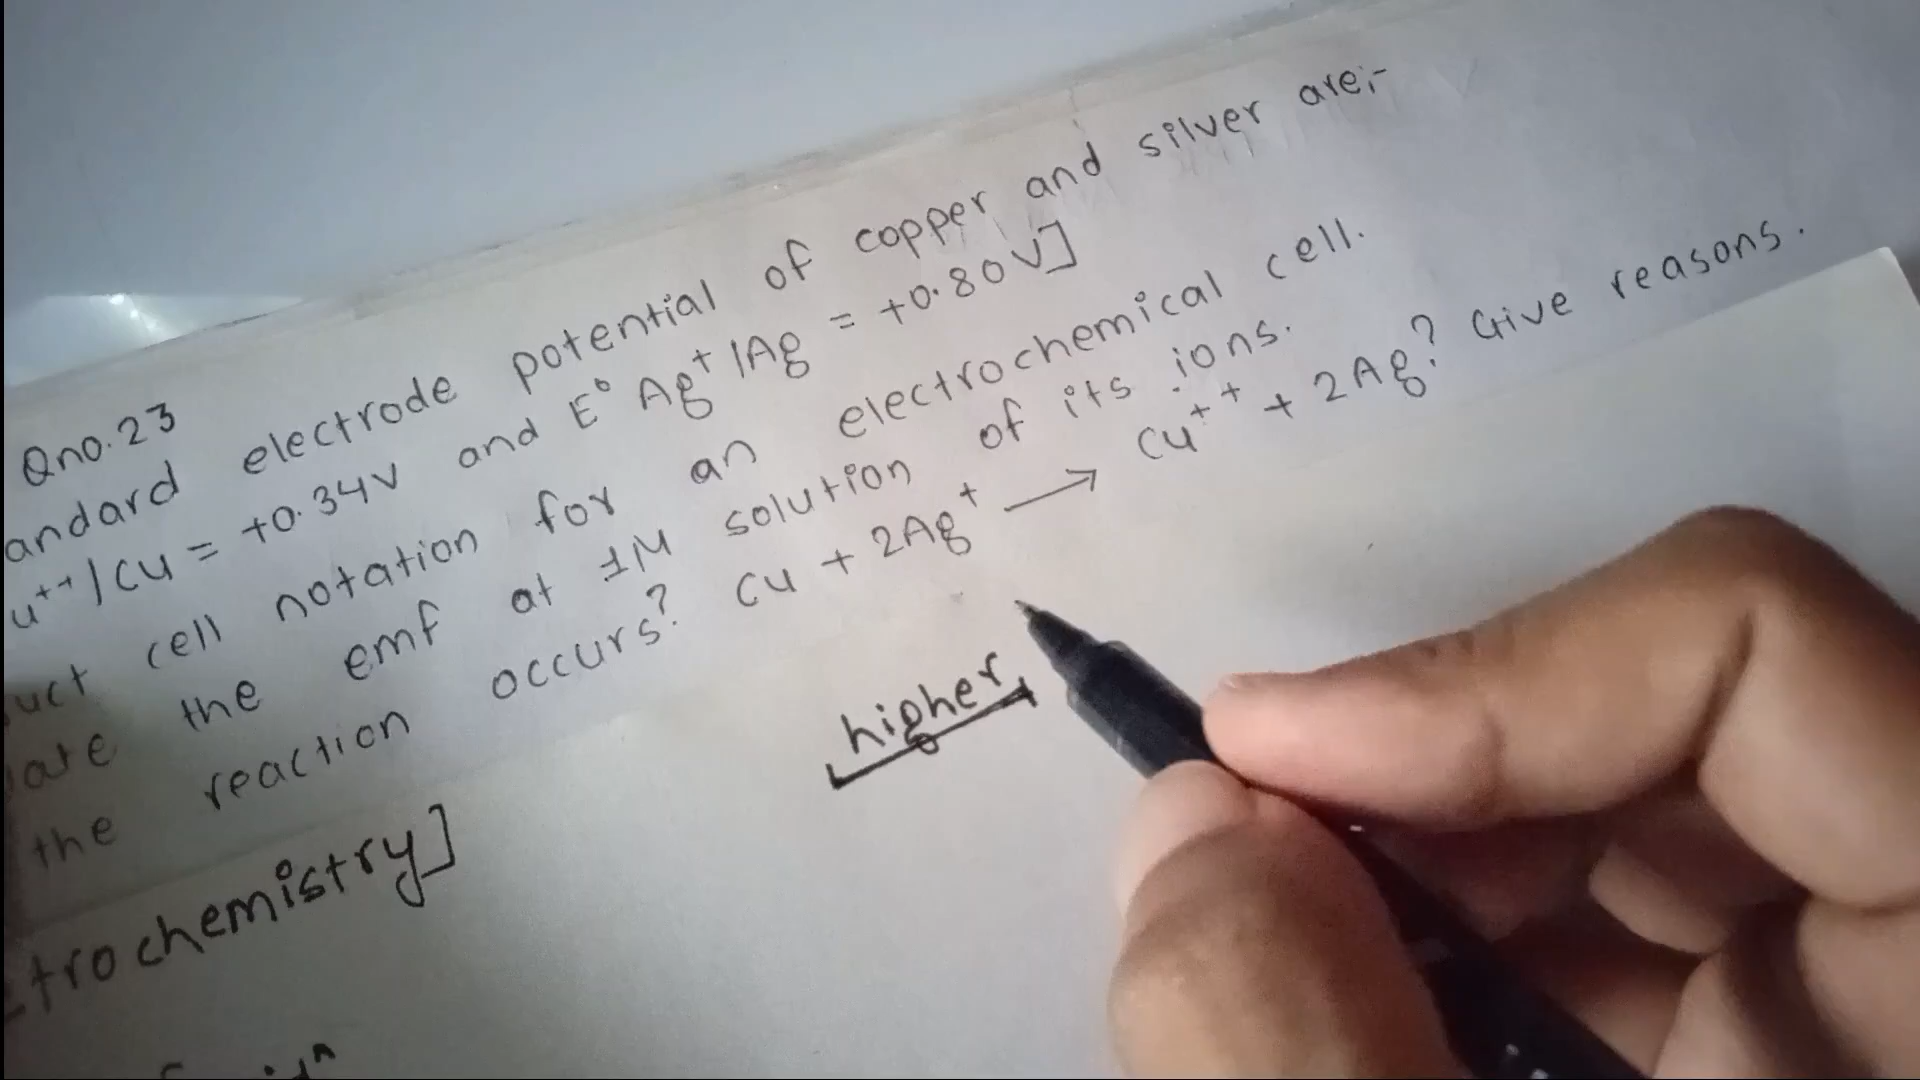 Qno.23
andard electrode potential of copper and silver are;-
u++/Cu = +0.34V and E° Ag+ /Ag = +0.80V]
uct cell notation for an electrochemical cell.
late the emf at 1M solution of its ions.
the reaction occurs? Cu + 2Ag+ → Cu++ + 2Ag? Give reasons.
higher
trochemistry]